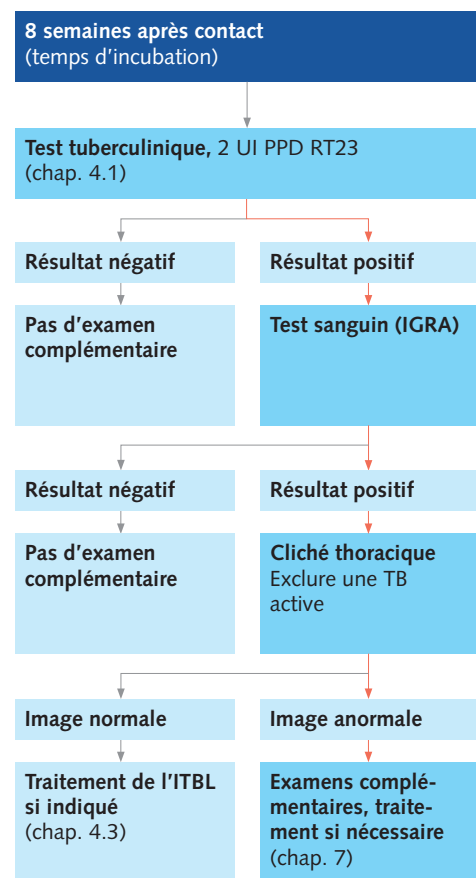 8 semaines après contact
(temps d'incubation)
Test tuberculinique, 2 UI PPD RT23
(chap. 4.1)
Résultat négatif
Résultat positif
Pas d'examen
complémentaire
Test sanguin (IGRA)
Résultat négatif
Résultat positif
Pas d'examen
complémentaire
Cliché thoracique
Exclure une TB
active
Image normale
Image anormale
Traitement de l'ITBL
si indiqué
(chap. 4.3)
Examens complé-
mentaires, traite-
ment si nécessaire
(chap. 7)